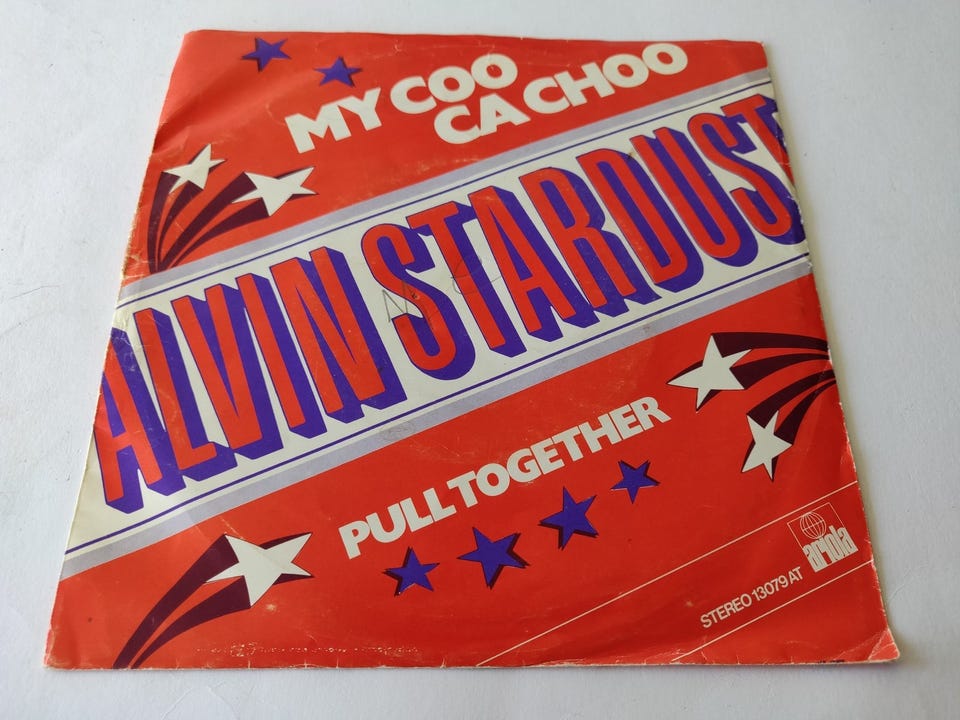 MY COO
CA CHOO
ALVIN STARDUST
PULL TOGETHER
ariola
STEREO 13079 AT